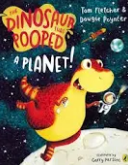 THE
DINOSAUR
THAT
POOPED
A PLANET!
Tom Fletcher &
Dougie Poynter
Illustrated by
Garry Parsons